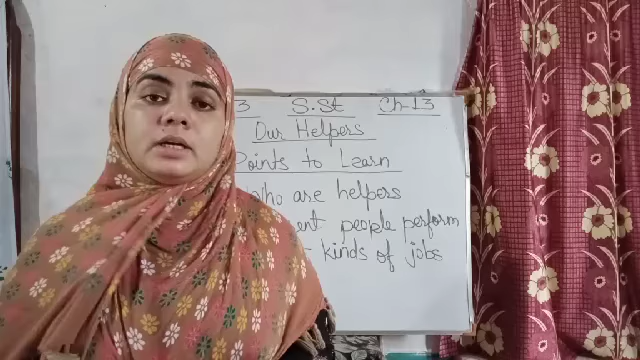 3 S.St Ch-13
Our Helpers
Points to Learn
who are helpers
people perform
kinds of jobs